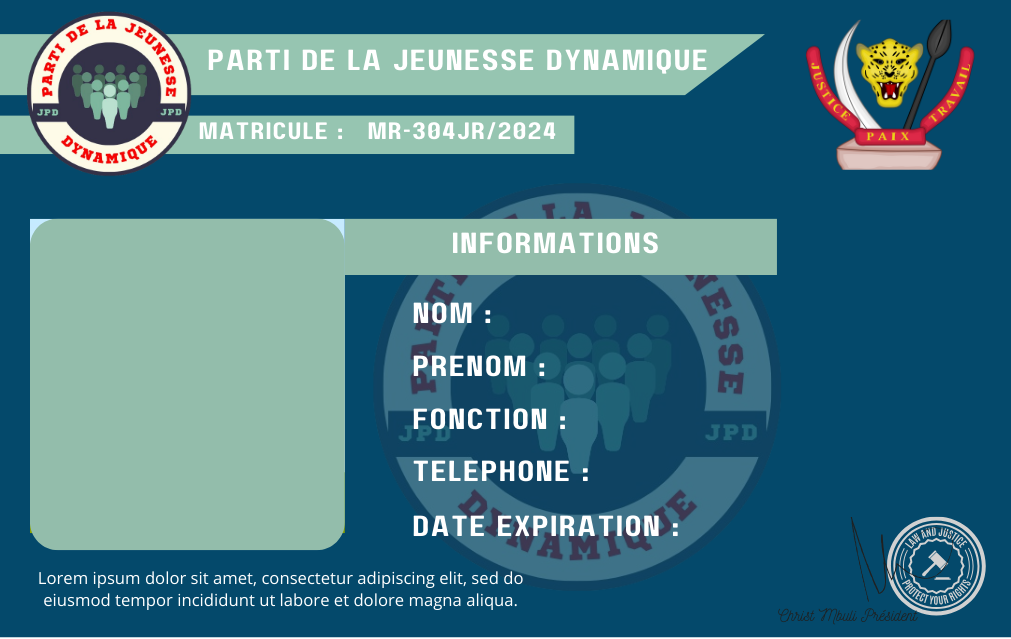 PARTI DE LA JEUNESSE
JPD JPD
DYNAMIQUE
PARTI DE LA JEUNESSE DYNAMIQUE
MATRICULE : MR-304JR/2024
JUSTICE PAIX TRAVAIL
PARTI DE LA JEUNESSE
JPD JPD
DYNAMIQUE
INFORMATIONS
NOM :
PRENOM :
FONCTION :
TELEPHONE :
DATE EXPIRATION :
Lorem ipsum dolor sit amet, consectetur adipiscing elit, sed do
eiusmod tempor incididunt ut labore et dolore magna aliqua.
LAW AND JUSTICE
PROTECT YOUR RIGHTS
Christ Mbuli Président